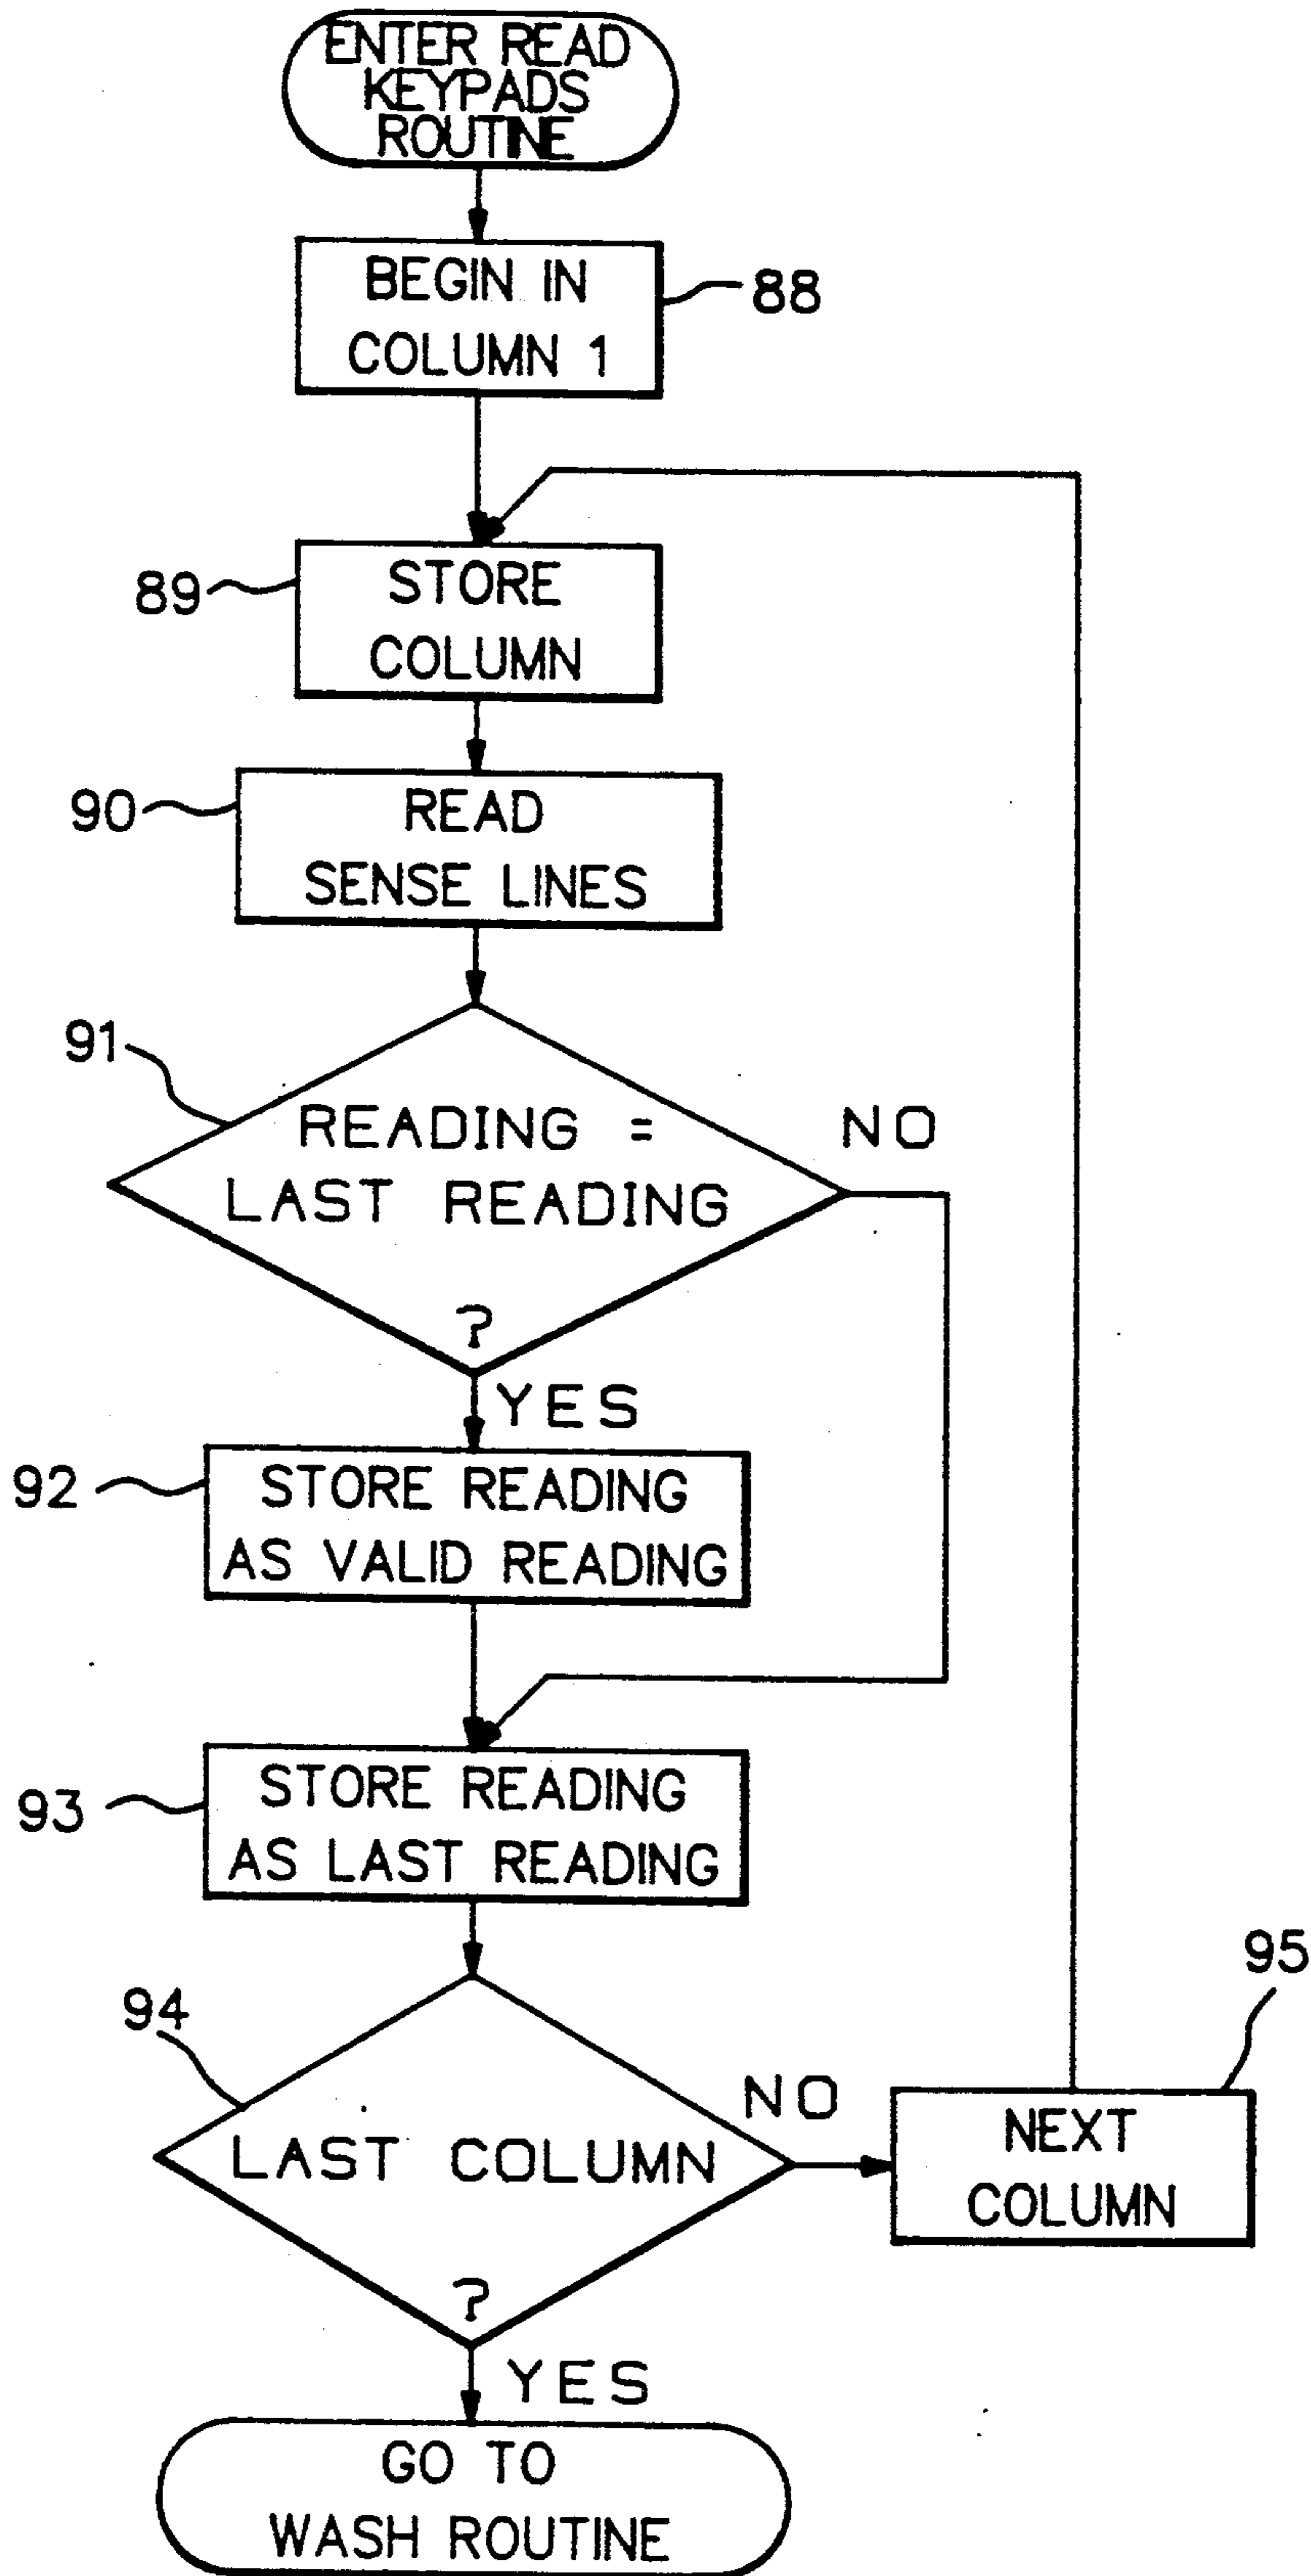 ENTER READ
KEYPADS
ROUTINE
BEGIN IN
COLUMN 1
88
STORE
COLUMN
89
READ
SENSE LINES
90
91
READING =
LAST READING
?
NO
YES
92
STORE READING
AS VALID READING
93
STORE READING
AS LAST READING
94
LAST COLUMN
?
NO
95
NEXT
COLUMN
YES
GO TO
WASH ROUTINE